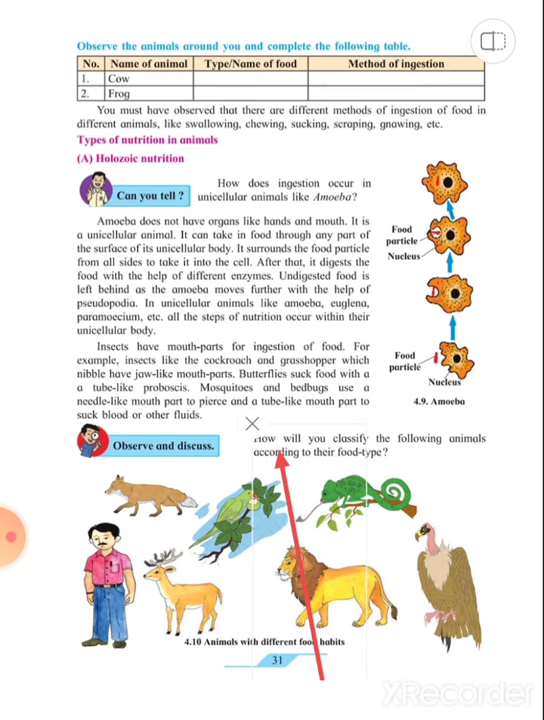 Observe the animals around you and complete the following table.
No. Name of animal Type/Name of food Method of ingestion
1. Cow
2. Frog
You must have observed that there are different methods of ingestion of food in
different animals, like swallowing, chewing, sucking, scraping, gnawing, etc.
Types of nutrition in animals
(A) Holozoic nutrition
Can you tell ?
How does ingestion occur in
unicellular animals like Amoeba?
Amoeba does not have organs like hands and mouth. It is
a unicellular animal. It can take in food through any part of
the surface of its unicellular body. It surrounds the food particle
from all sides to take it into the cell. After that, it digests the
food with the help of different enzymes. Undigested food is
left behind as the amoeba moves further with the help of
pseudopodia. In unicellular animals like amoeba, euglena,
paramoecium, etc. all the steps of nutrition occur within their
unicellular body.
Insects have mouth-parts for ingestion of food. For
example, insects like the cockroach and grasshopper which
nibble have jaw-like mouth-parts. Butterflies suck food with a
a tube-like proboscis. Mosquitoes and bedbugs use a
needle-like mouth part to pierce and a tube-like mouth part to
suck blood or other fluids.
Food
particle
Nucleus
Food
particle
Nucleus
4.9. Amoeba
Observe and discuss.
How will you classify the following animals
according to their food-type?
4.10 Animals with different food habits
31
XRecorder